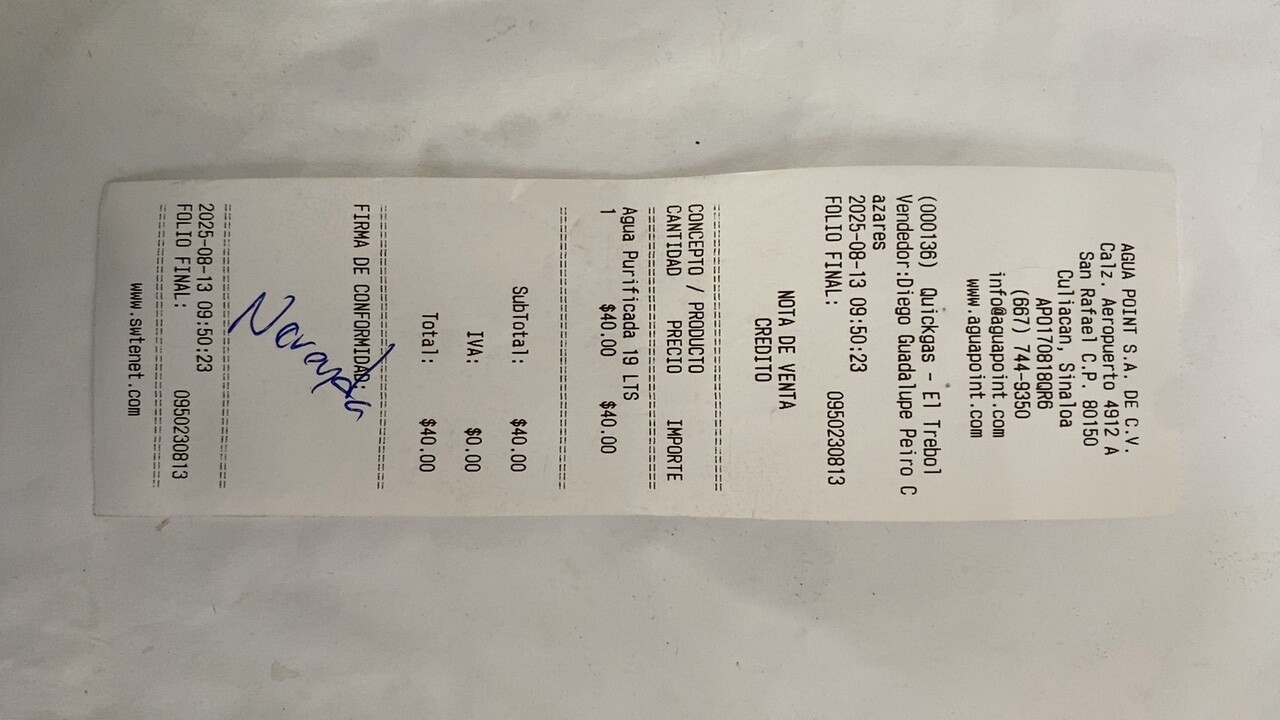 AGUA POINT S.A. DE C.V.
Calz. Aeropuerto 4912 A
San Rafael C.P. 80150
Culiacan, Sinaloa
APO170818QR6
(667) 744-9350
info@aguapoint.com
www.aguapoint.com
(000136) Quickgas - El Trebol
Vendedor:Diego Guadalupe Peiro C
azares
2025-08-13 09:50:23
FOLIO FINAL: 0950230813
NOTA DE VENTA
CREDITO
CONCEPTO / PRODUCTO
CANTIDAD PRECIO IMPORTE
Agua Purificada 19 LTS
1 $40.00 $40.00
SubTotal: $40.00
IVA: $0.00
Total: $40.00
FIRMA DE CONFORMIDAD
2025-08-13 09:50:23
FOLIO FINAL: 0950230813
www.swtenet.com